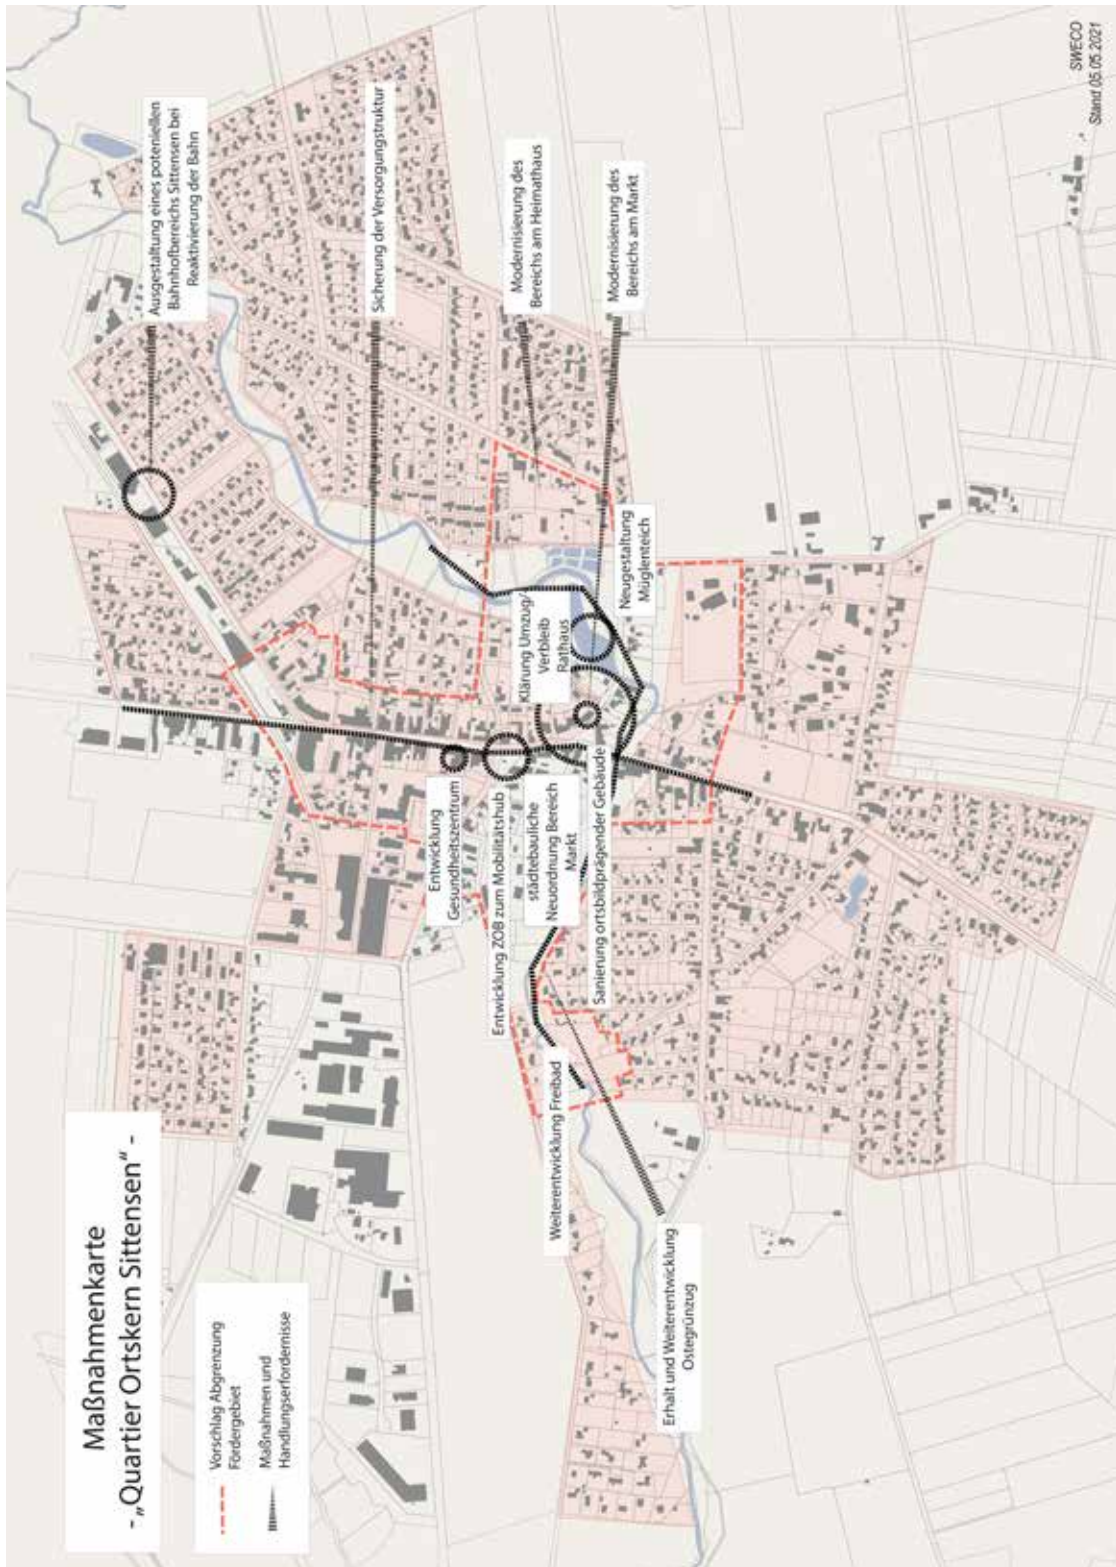 Maßnahmenkarte
- „Quartier Ortskern Sittensen“ -
Vorschlag Abgrenzung
Fördergebiet
Maßnahmen und
Handlungserfordernisse
Ausgestaltung eines poteniellen
Bahnhofbereichs Sittensen bei
Reaktivierung der Bahn
Sicherung der Versorgungstruktur
Modernisierung des
Bereichs am Heimathaus
Modernisierung des
Bereichs am Markt
Entwicklung
Gesundheitszentrum
Entwicklung ZOB zum Mobilitätshub
städtebauliche
Neuordnung Bereich
Markt
Klärung Umzug/
Verbleib
Rathaus
Sanierung ortsbildprägender Gebäude
Neugestaltung
Müglenteich
Weiterentwicklung Freibad
Erhalt und Weiterentwicklung
Ostegrünzug
SWECO
Stand 05.05.2021